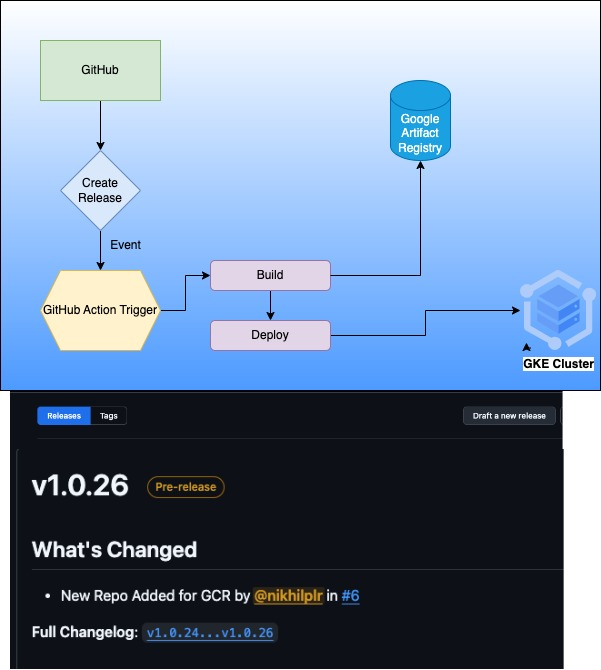 GitHub
Create
Release
Event
GitHub Action Trigger
Build
Deploy
Google
Artifact
Registry
GKE Cluster
Releases Tags Draft a new release
v1.0.26 Pre-release
What's Changed
• New Repo Added for GCR by @nikhilplr in #6
Full Changelog: v1.0.24...v1.0.26